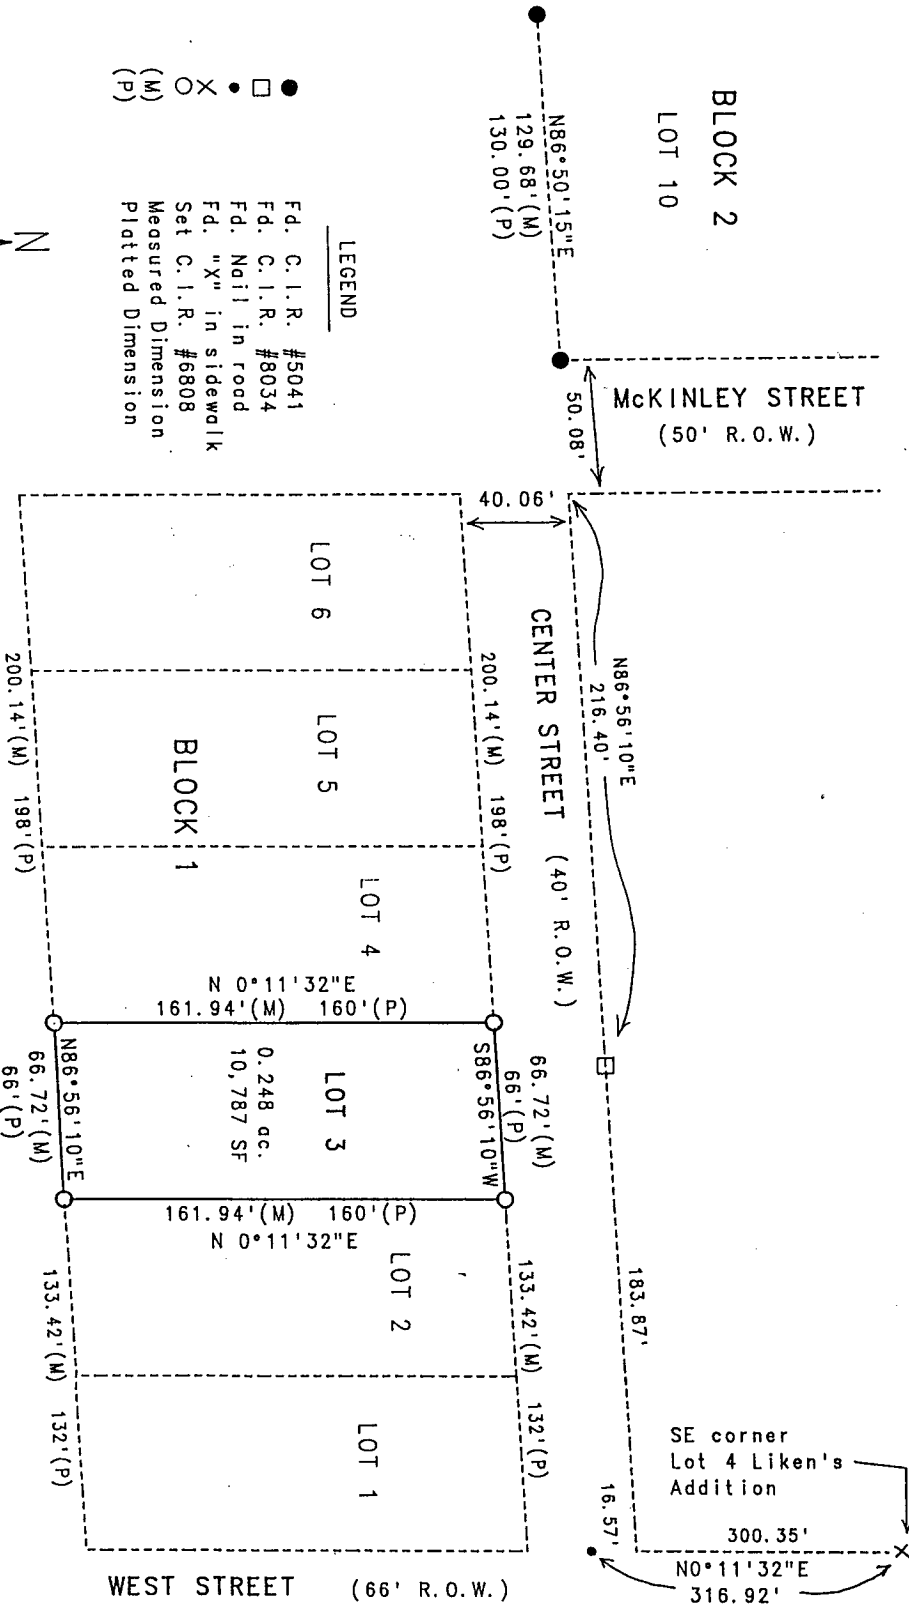 BLOCK 2
LOT 10
N86°50'15"E
129.68'(M)
130.00'(P)
LEGEND
● Fd. C.I.R. #5041
□ Fd. C.I.R. #8034
• Fd. Nail in road
X Fd. "X" in sidewalk
○ Set C.I.R. #6808
(M) Measured Dimension
(P) Platted Dimension
N
McKINLEY STREET
(50' R.O.W.)
50.08'
40.06'
CENTER STREET (40' R.O.W.)
N86°56'10"E
216.40'
LOT 6
LOT 5
BLOCK 1
LOT 4
200.14'(M) 198'(P)
200.14'(M) 198'(P)
N 0°11'32"E
161.94'(M) 160'(P)
LOT 3
0.248 ac.
10,787 SF
66.72'(M)
66'(P)
S86°56'10"W
N86°56'10"E
66.72'(M)
66'(P)
161.94'(M) 160'(P)
N 0°11'32"E
LOT 2
133.42'(M) 132'(P)
133.42'(M) 132'(P)
LOT 1
183.87'
SE corner
Lot 4 Liken's
Addition
16.57'
300.35'
N0°11'32"E
316.92'
X
WEST STREET (66' R.O.W.)